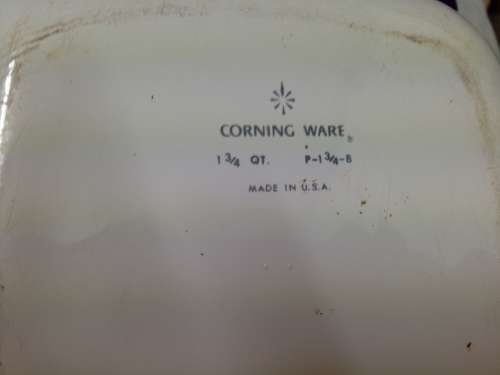 CORNING WARE®
1 3/4 QT. P-1 3/4-B
MADE IN U.S.A.